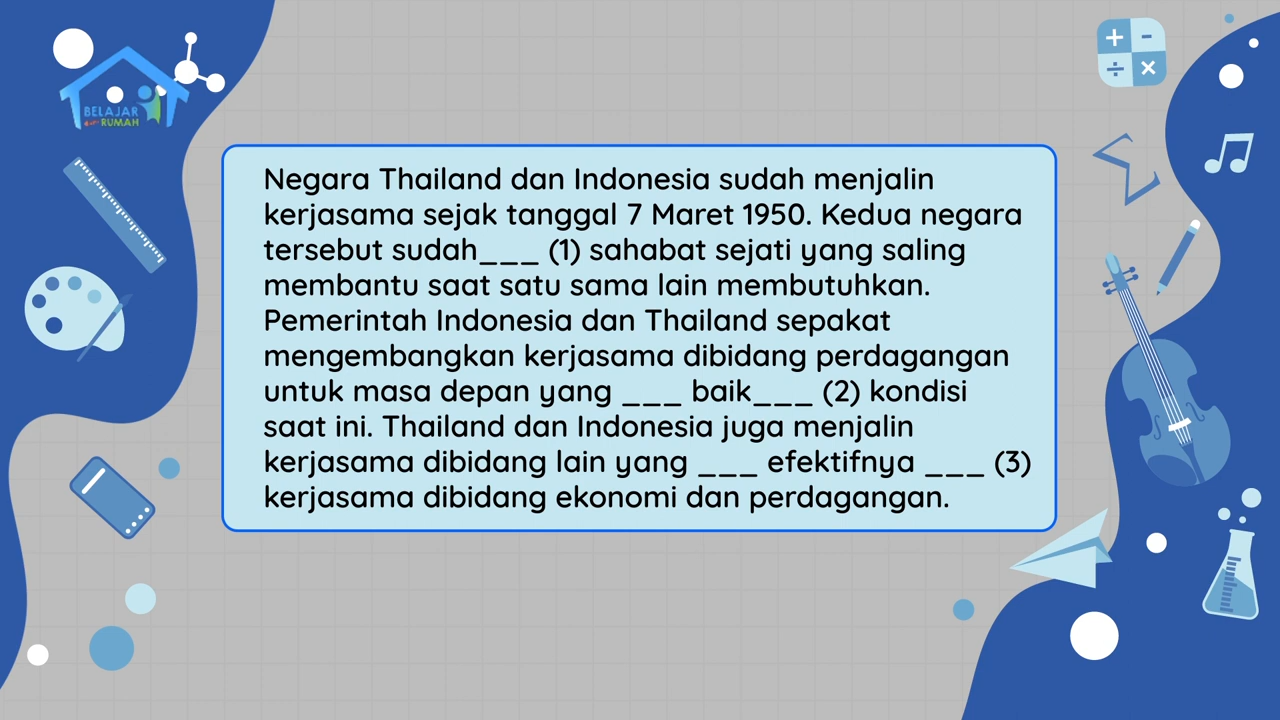 BELAJAR
dari RUMAH
Negara Thailand dan Indonesia sudah menjalin
kerjasama sejak tanggal 7 Maret 1950. Kedua negara
tersebut sudah___ (1) sahabat sejati yang saling
membantu saat satu sama lain membutuhkan.
Pemerintah Indonesia dan Thailand sepakat
mengembangkan kerjasama dibidang perdagangan
untuk masa depan yang ___ baik___ (2) kondisi
saat ini. Thailand dan Indonesia juga menjalin
kerjasama dibidang lain yang ___ efektifnya ___ (3)
kerjasama dibidang ekonomi dan perdagangan.